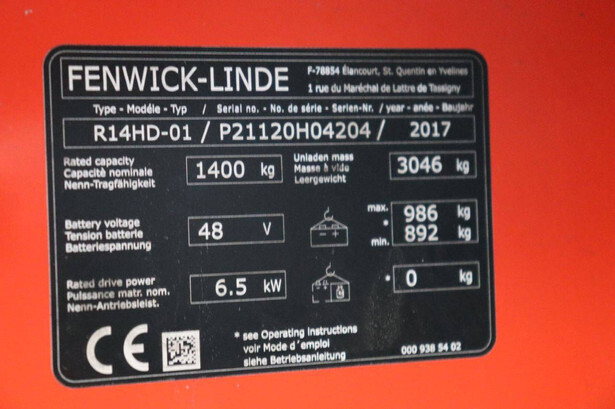 FENWICK-LINDE
F-78854 Élancourt, St. Quentin en Yvelines
1 rue du Maréchal de Lattre de Tassigny
Type - Modéle - Typ / Serial no. - No. de série - Serien-Nr. / year - anée - Baujahr
R14HD-01 / P21120H04204 / 2017
Rated capacity
Capacité nominale
Nenn-Tragfähigkeit
1400 kg
Unladen mass
Masse à vide
Leergewicht
3046 kg
Battery voltage
Tension batterie
Batteriespannung
48 V
- +
max. 986 kg
*
min. 892 kg
Rated drive power
Puissance matr. nom.
Nenn-Antriebsleist.
6.5 kW
* 0 kg
CE
* see Operating Instructions
voir Mode d´emploi
siehe Betriebsanleitung
000 938 54 02